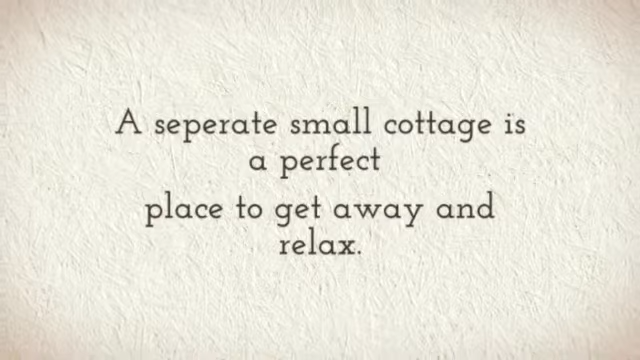 A seperate small cottage is
a perfect
place to get away and
relax.